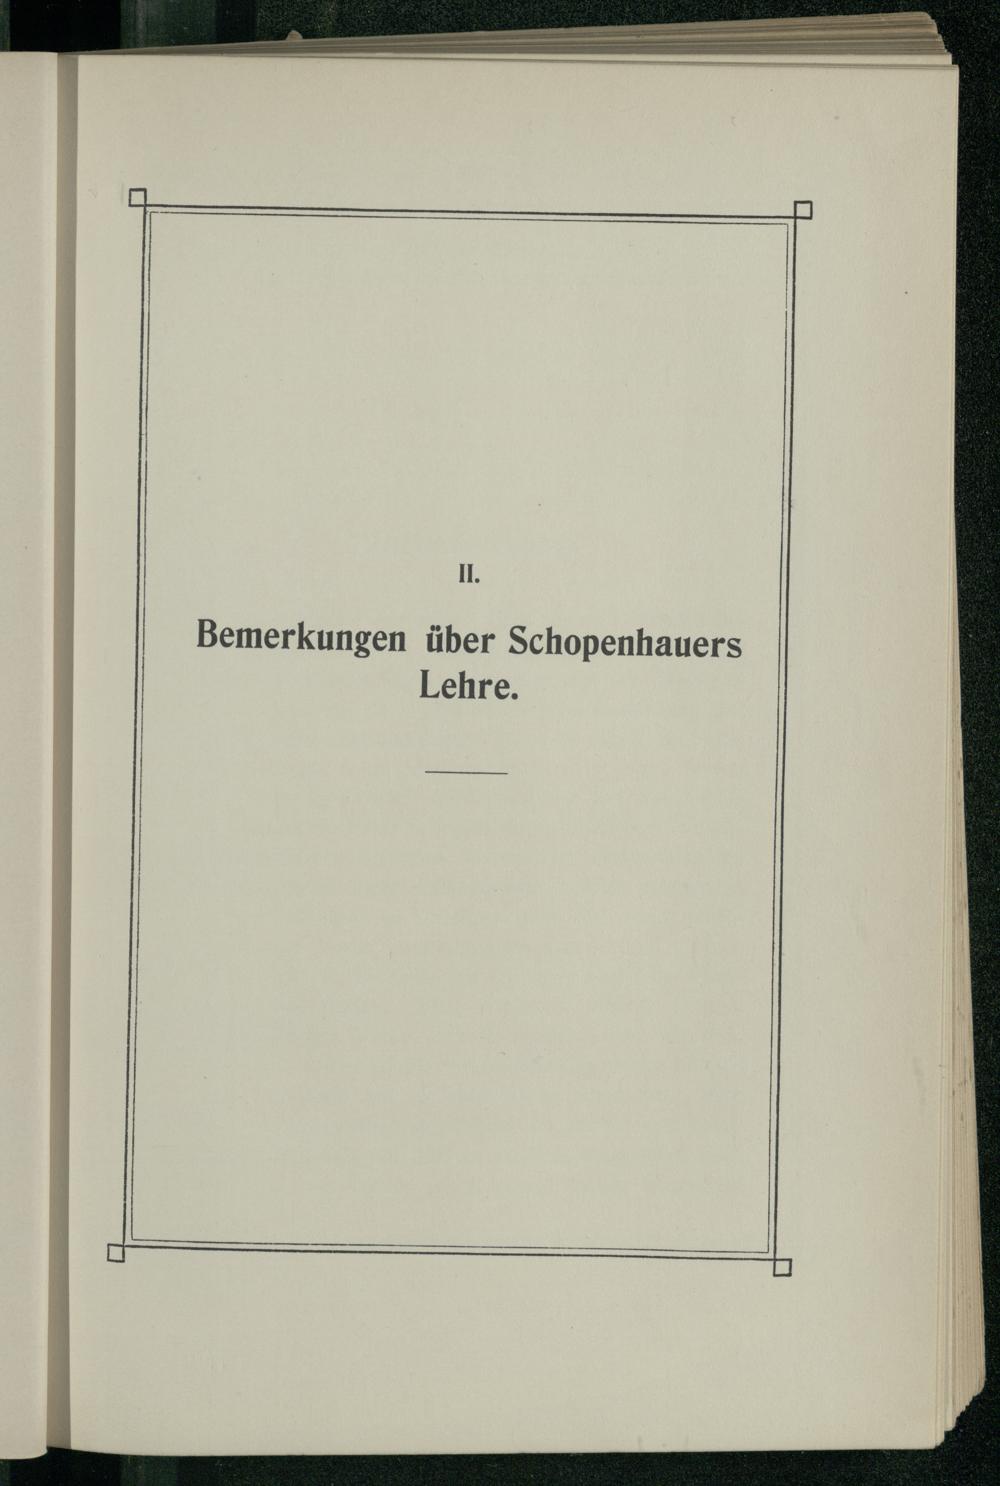 II.
Bemerkungen über Schopenhauers
Lehre.